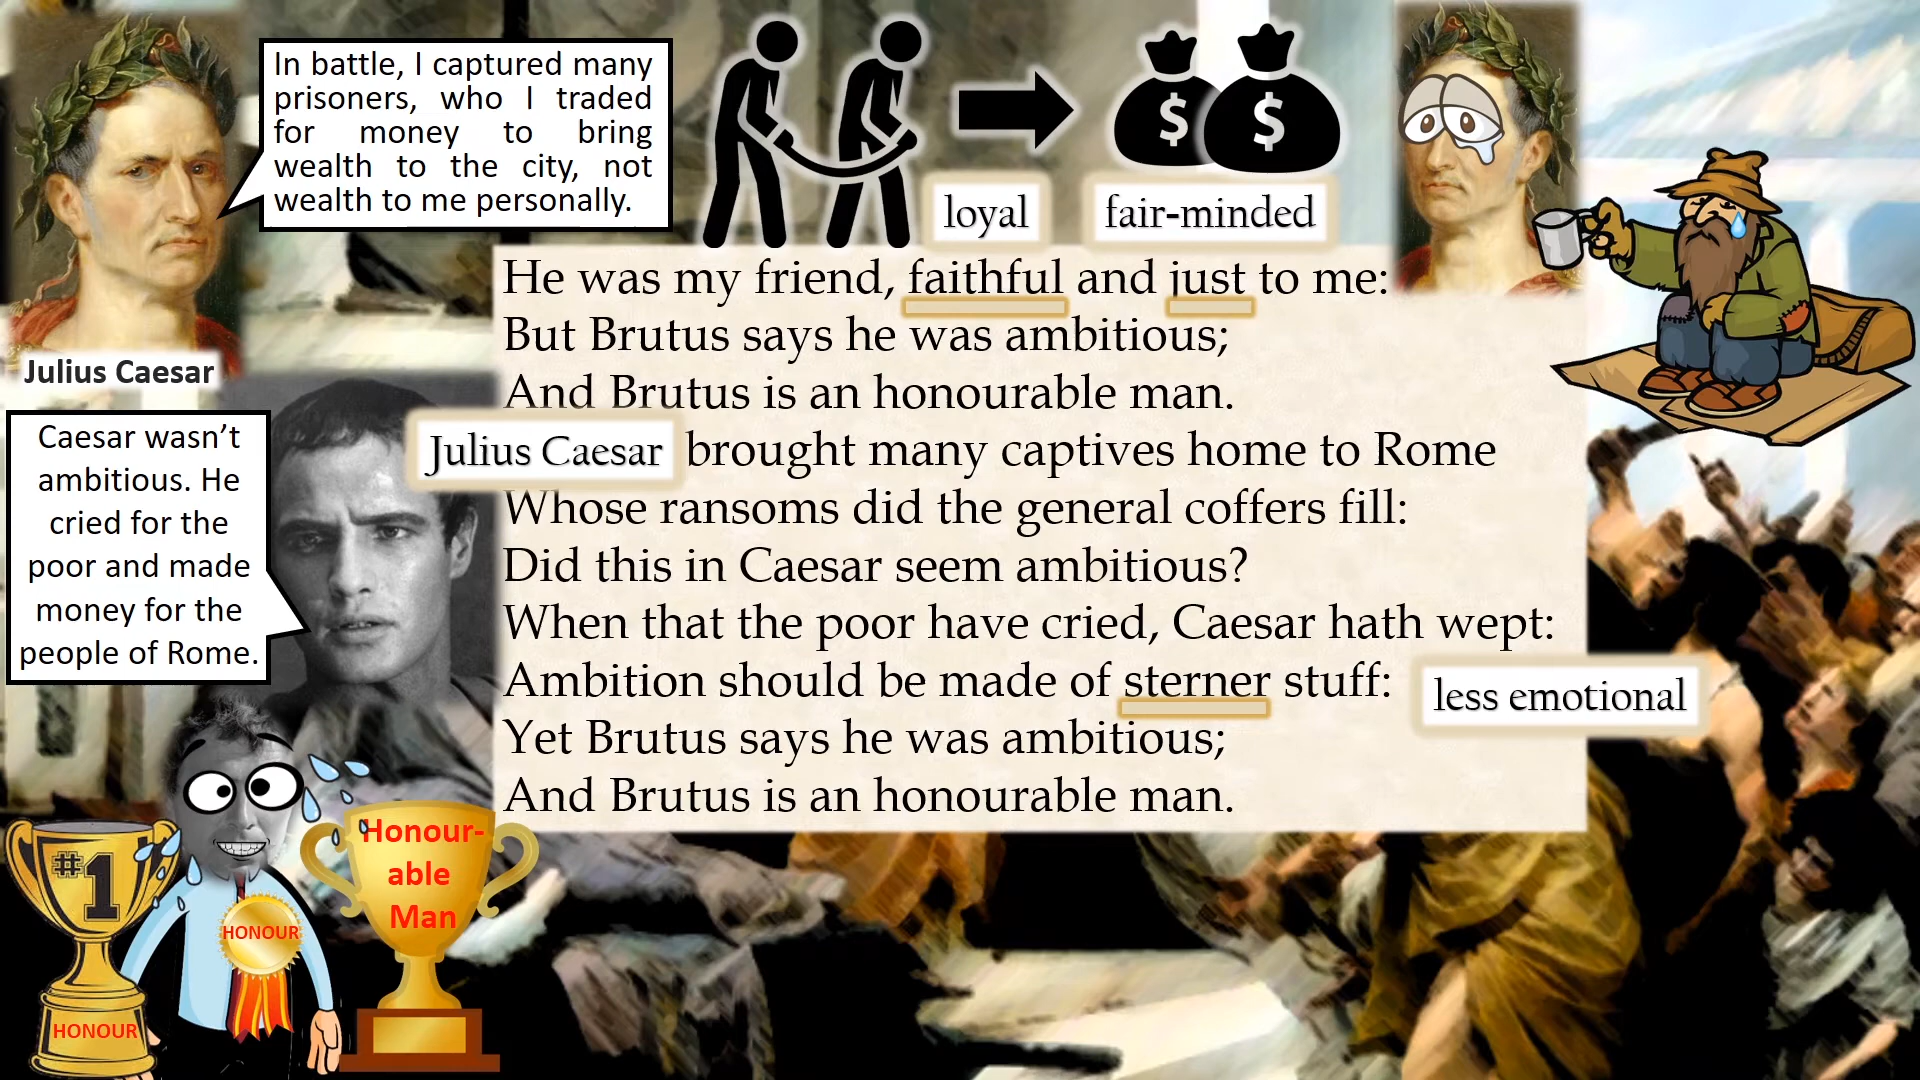 In battle, I captured many
prisoners, who I traded
for money to bring
wealth to the city, not
wealth to me personally.
$ $
loyal
fair-minded
He was my friend, faithful and just to me:
But Brutus says he was ambitious;
And Brutus is an honourable man.
Julius Caesar brought many captives home to Rome
Whose ransoms did the general coffers fill:
Did this in Caesar seem ambitious?
When that the poor have cried, Caesar hath wept:
Ambition should be made of sterner stuff:
less emotional
Yet Brutus says he was ambitious;
And Brutus is an honourable man.
Julius Caesar
Caesar wasn’t
ambitious. He
cried for the
poor and made
money for the
people of Rome.
#1
HONOUR
HONOUR
Honour-
able
Man